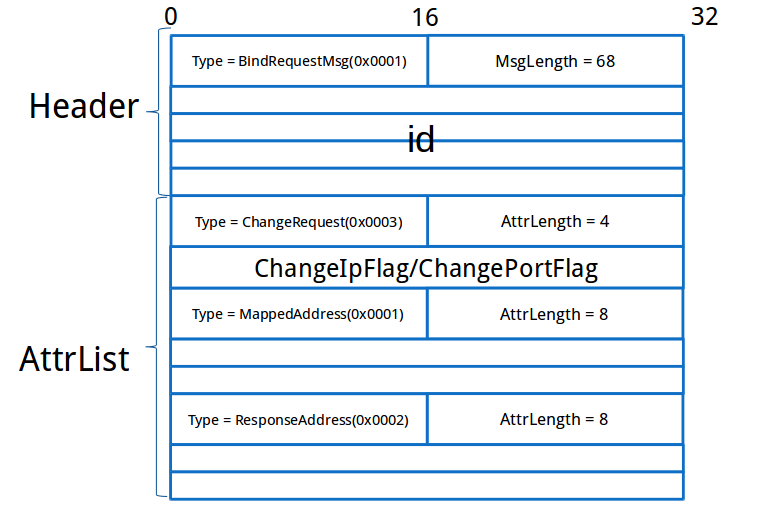 0 16 32
Type = BindRequestMsg(0x0001) MsgLength = 68
Header
id
Type = ChangeRequest(0x0003) AttrLength = 4
ChangeIpFlag/ChangePortFlag
Type = MappedAddress(0x0001) AttrLength = 8
AttrList
Type = ResponseAddress(0x0002) AttrLength = 8